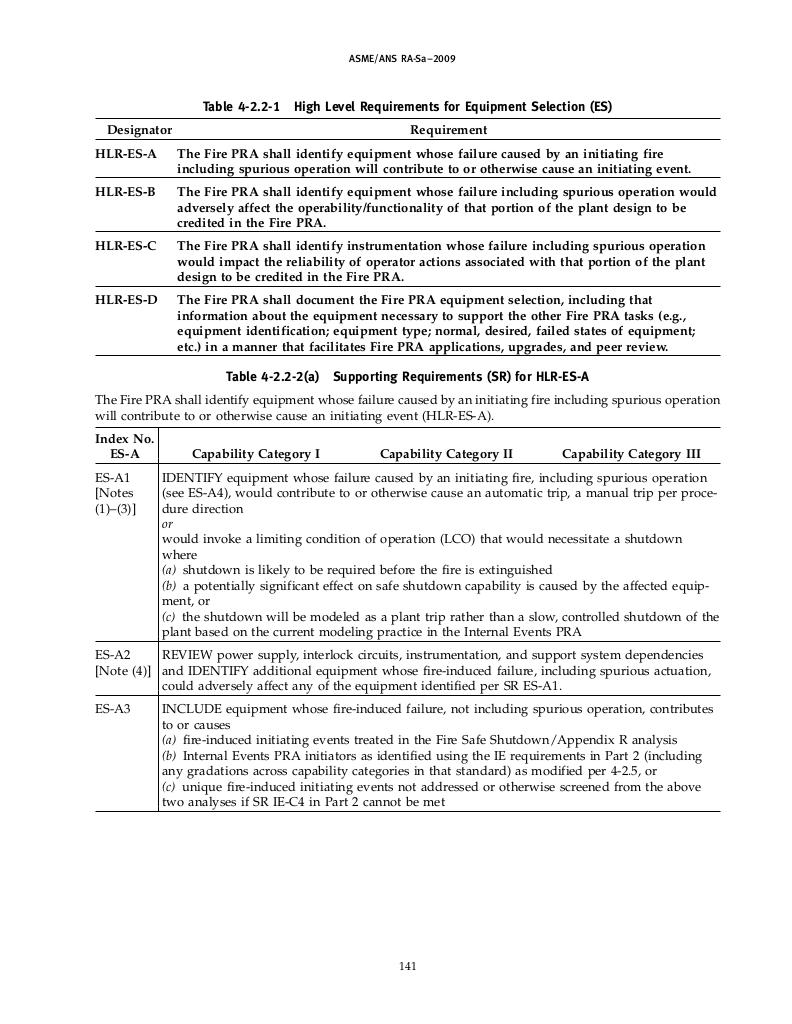 ASME/ANS RA-Sa–2009
Table 4-2.2-1 High Level Requirements for Equipment Selection (ES)
Designator Requirement
HLR-ES-A The Fire PRA shall identify equipment whose failure caused by an initiating fire
including spurious operation will contribute to or otherwise cause an initiating event.
HLR-ES-B The Fire PRA shall identify equipment whose failure including spurious operation would
adversely affect the operability/functionality of that portion of the plant design to be
credited in the Fire PRA.
HLR-ES-C The Fire PRA shall identify instrumentation whose failure including spurious operation
would impact the reliability of operator actions associated with that portion of the plant
design to be credited in the Fire PRA.
HLR-ES-D The Fire PRA shall document the Fire PRA equipment selection, including that
information about the equipment necessary to support the other Fire PRA tasks (e.g.,
equipment identification; equipment type; normal, desired, failed states of equipment;
etc.) in a manner that facilitates Fire PRA applications, upgrades, and peer review.
Table 4-2.2-2(a) Supporting Requirements (SR) for HLR-ES-A
The Fire PRA shall identify equipment whose failure caused by an initiating fire including spurious operation
will contribute to or otherwise cause an initiating event (HLR-ES-A).
Index No.
ES-A Capability Category I Capability Category II Capability Category III
ES-A1 IDENTIFY equipment whose failure caused by an initiating fire, including spurious operation
[Notes (see ES-A4), would contribute to or otherwise cause an automatic trip, a manual trip per proce-
(1)–(3)] dure direction
or
would invoke a limiting condition of operation (LCO) that would necessitate a shutdown
where
(a) shutdown is likely to be required before the fire is extinguished
(b) a potentially significant effect on safe shutdown capability is caused by the affected equip-
ment, or
(c) the shutdown will be modeled as a plant trip rather than a slow, controlled shutdown of the
plant based on the current modeling practice in the Internal Events PRA
ES-A2 REVIEW power supply, interlock circuits, instrumentation, and support system dependencies
[Note (4)] and IDENTIFY additional equipment whose fire-induced failure, including spurious actuation,
could adversely affect any of the equipment identified per SR ES-A1.
ES-A3 INCLUDE equipment whose fire-induced failure, not including spurious operation, contributes
to or causes
(a) fire-induced initiating events treated in the Fire Safe Shutdown/Appendix R analysis
(b) Internal Events PRA initiators as identified using the IE requirements in Part 2 (including
any gradations across capability categories in that standard) as modified per 4-2.5, or
(c) unique fire-induced initiating events not addressed or otherwise screened from the above
two analyses if SR IE-C4 in Part 2 cannot be met
141